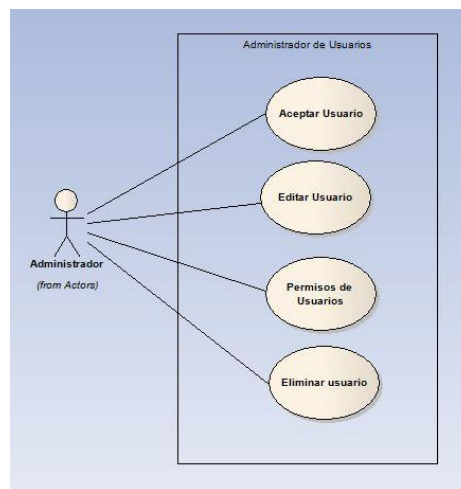 Administrador de Usuarios
Aceptar Usuario
Editar Usuario
Administrador
(from Actors)
Permisos de
Usuarios
Eliminar usuario